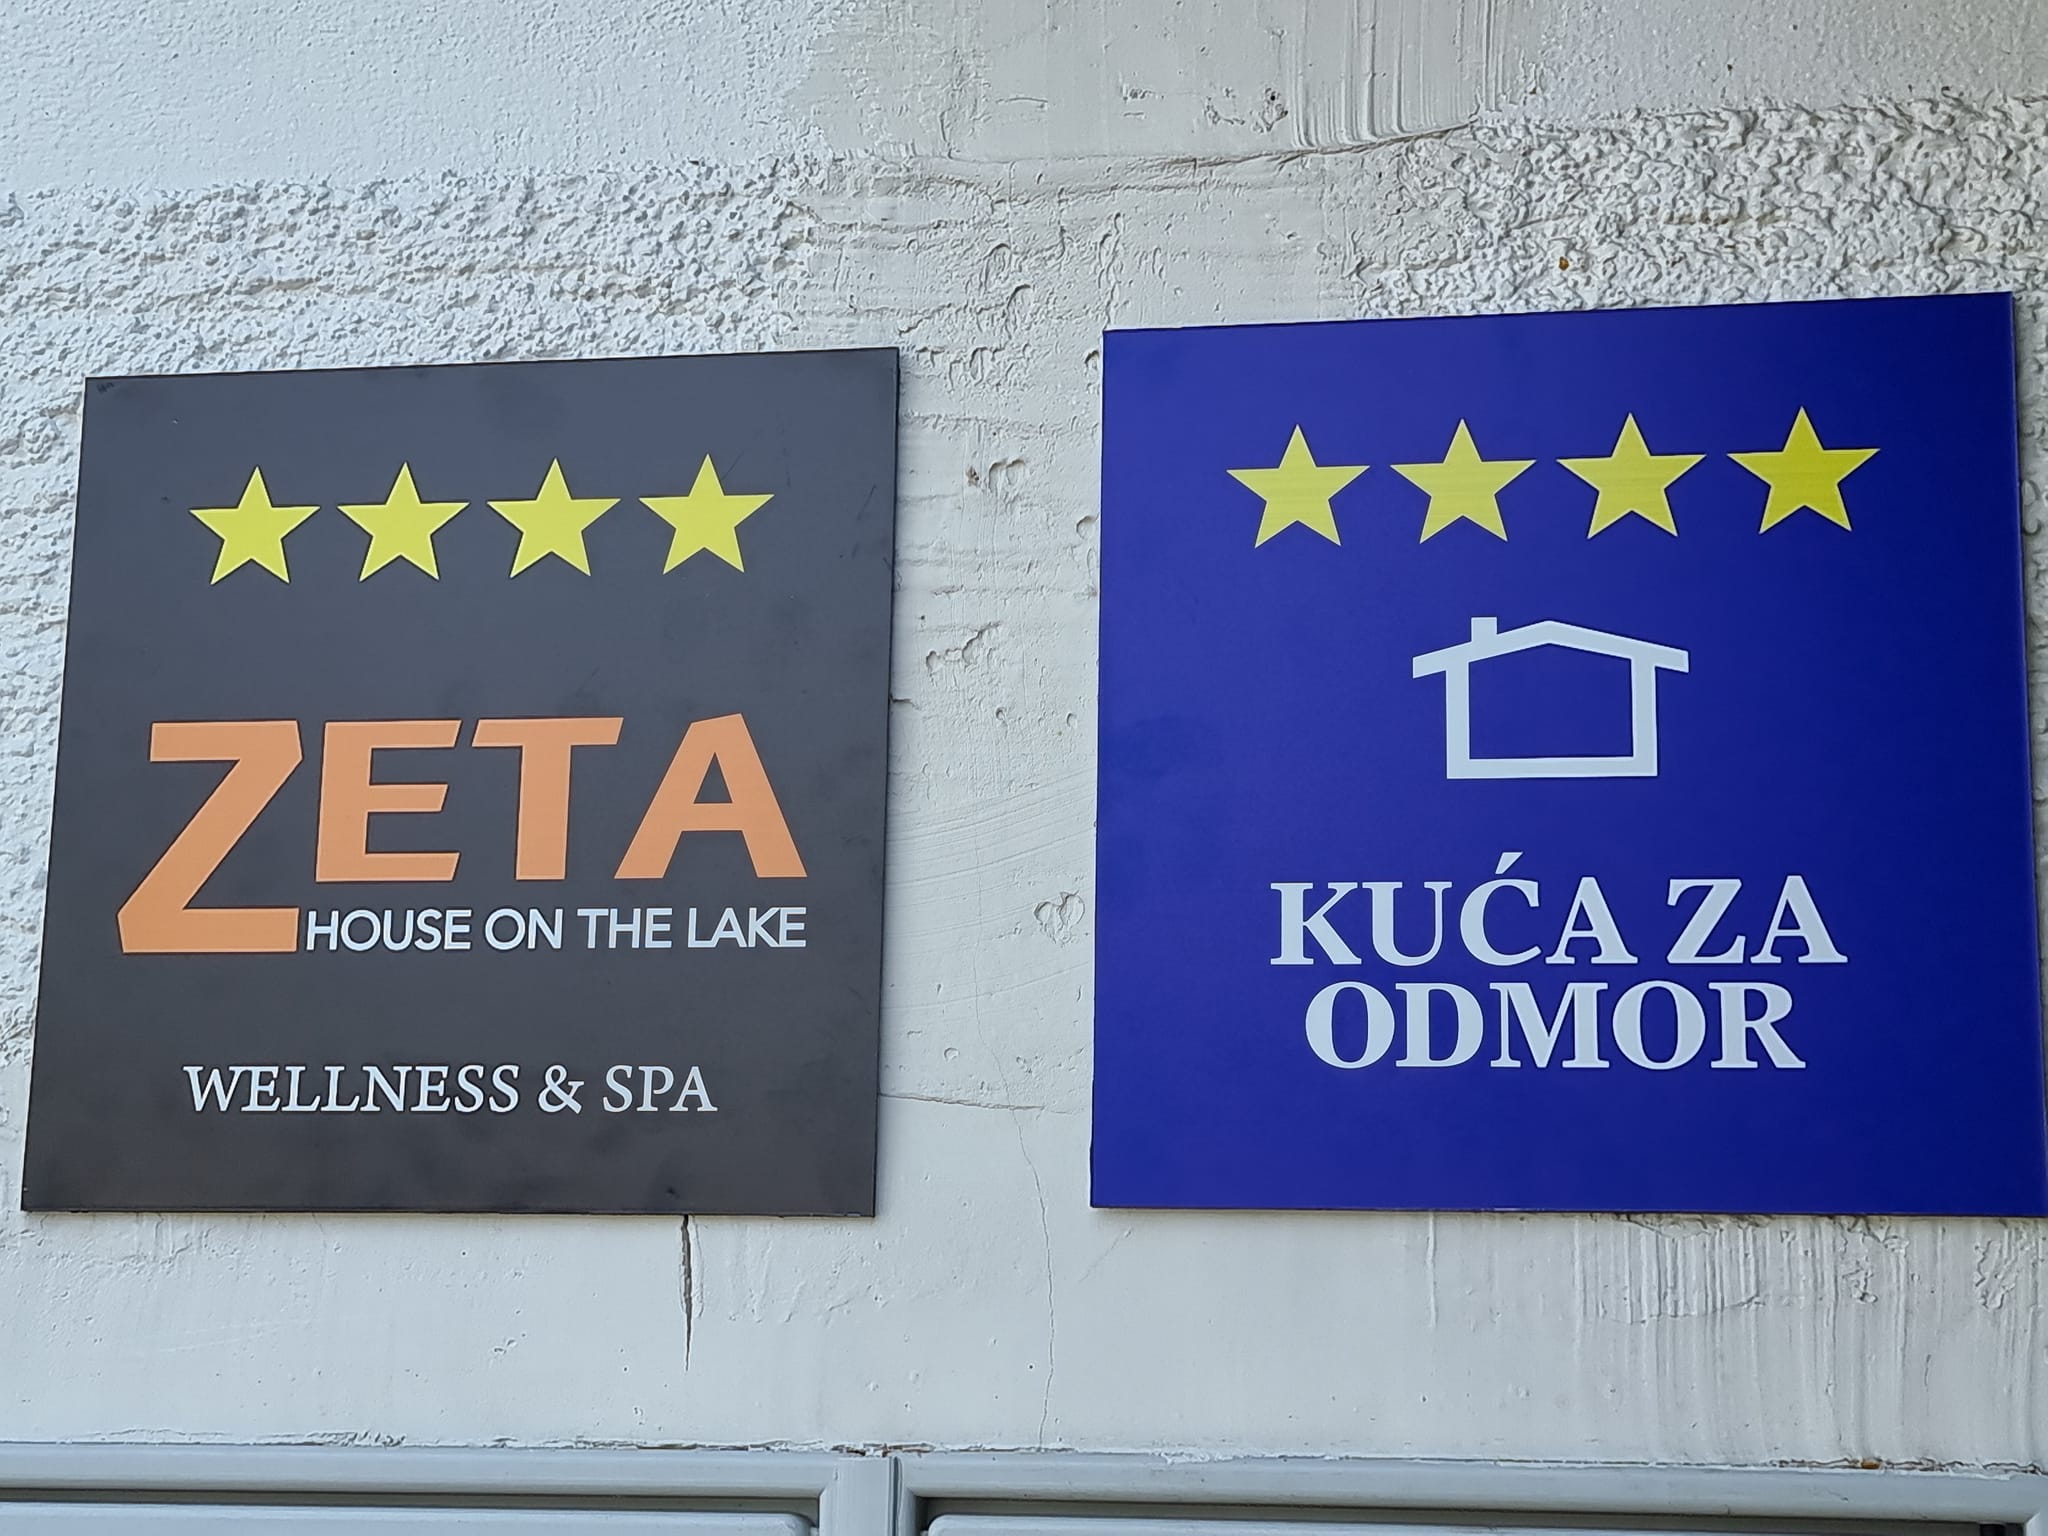 ZETA
HOUSE ON THE LAKE
WELLNESS & SPA
KUĆA ZA
ODMOR